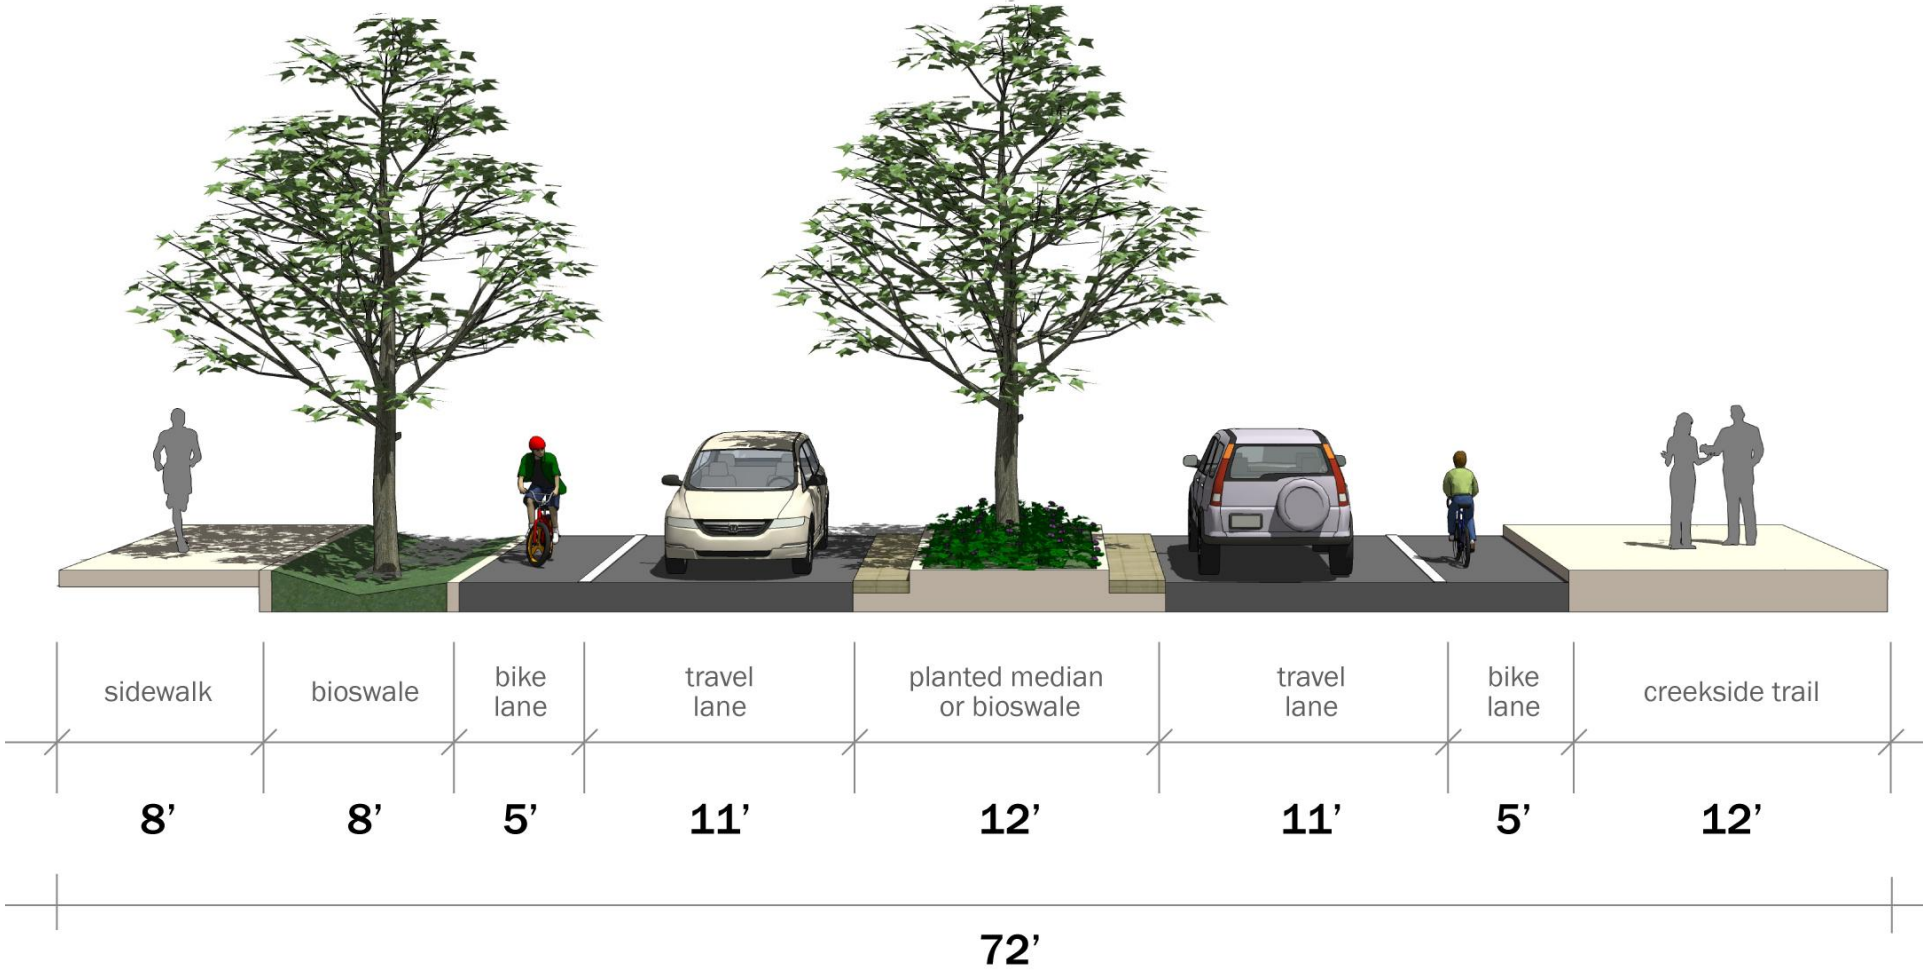 sidewalk
bioswale
bike
lane
travel
lane
planted median
or bioswale
travel
lane
bike
lane
creekside trail
8’
8’
5’
11’
12’
11’
5’
12’
72’